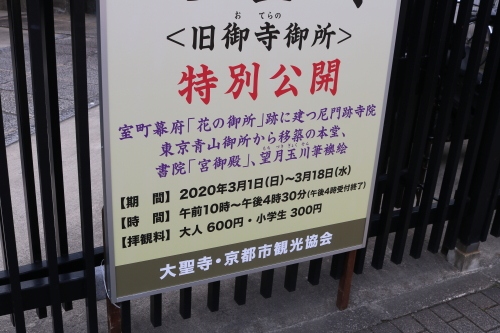 <旧御寺御所>
お てらの
特別公開
室町幕府「花の御所」跡に建つ尼門跡寺院
東京青山御所から移築の本堂、
書院「宮御殿」、望月玉川筆襖絵
【期　間】 2020年3月1日(日)〜3月18日(水)
【時　間】 午前10時〜午後4時30分(午後4時受付終了)
【拝観料】 大人 600円・小学生 300円
大聖寺・京都市観光協会